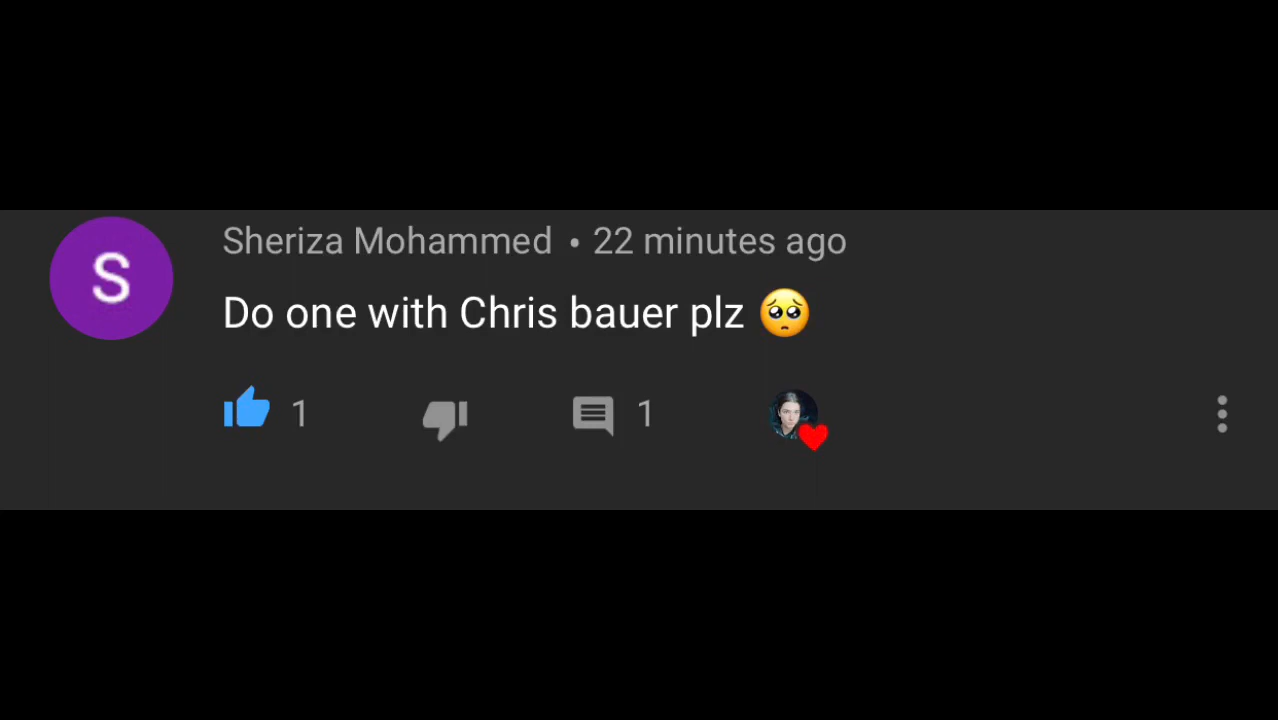 S
Sheriza Mohammed • 22 minutes ago
Do one with Chris bauer plz 🥺
1 1